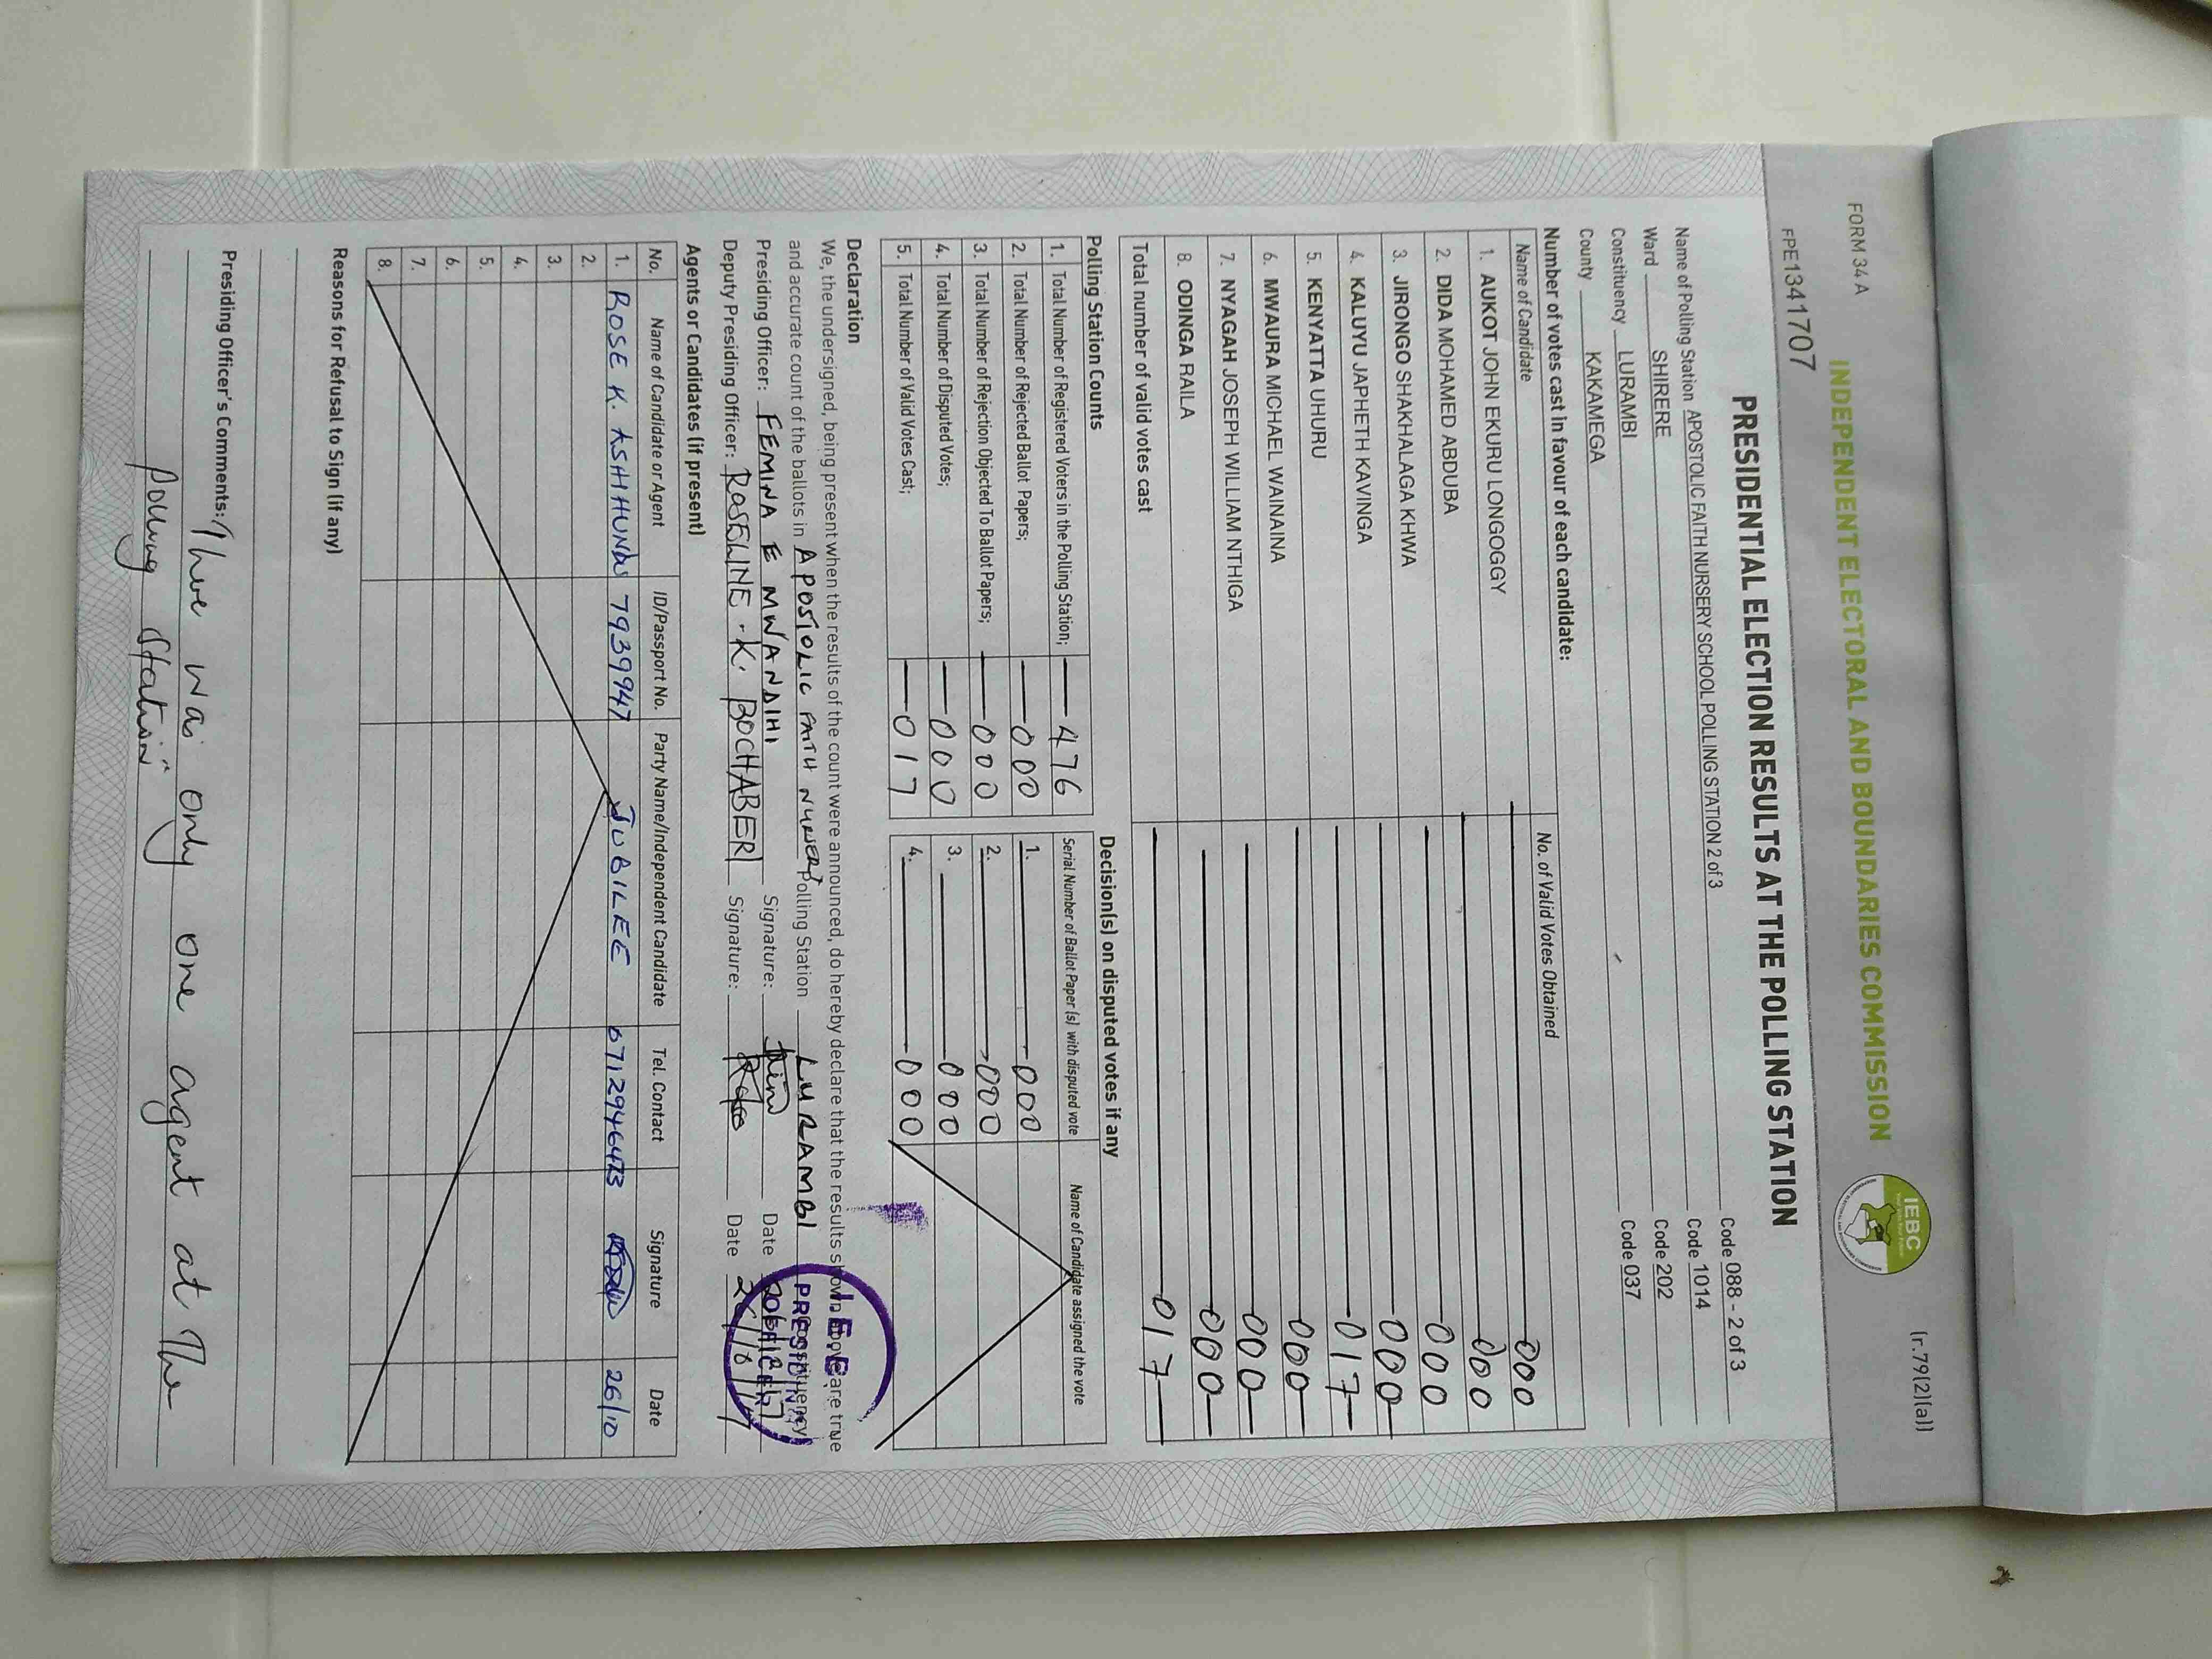 FORM 34 A
(r.79(2)(a))
INDEPENDENT ELECTORAL AND BOUNDARIES COMMISSION
IEBC
FPE1341707
PRESIDENTIAL ELECTION RESULTS AT THE POLLING STATION
Name of Polling Station APOSTOLIC FAITH NURSERY SCHOOL POLLING STATION 2 of 3 Code 088 - 2 of 3
Ward SHIRERE Code 1014
Constituency LURAMBI Code 202
County KAKAMEGA Code 037
Number of votes cast in favour of each candidate:
Name of Candidate No. of Valid Votes Obtained
1. AUKOT JOHN EKURU LONGOGGY 000
2. DIDA MOHAMED ABDUBA 000
3. JIRONGO SHAKHALAGA KHWA 000
4. KALUYU JAPHETH KAVINGA 000
5. KENYATTA UHURU 017
6. MWAURA MICHAEL WAINAINA 000
7. NYAGAH JOSEPH WILLIAM NTHIGA 000
8. ODINGA RAILA 000
Total number of valid votes cast 017
Polling Station Counts
1. Total Number of Registered Voters in the Polling Station; 476
2. Total Number of Rejected Ballot Papers; 000
3. Total Number of Rejection Objected To Ballot Papers; 000
4. Total Number of Disputed Votes; 000
5. Total Number of Valid Votes Cast; 017
Decision(s) on disputed votes if any
Serial Number of Ballot Paper (s) with disputed vote Name of Candidate assigned the vote
1. 000
2. 000
3. 000
4. 000
Declaration
We, the undersigned, being present when the results of the count were announced, do hereby declare that the results shown above are true
and accurate count of the ballots in APOSTOLIC FAITH NURSERY Polling Station LURAMBI Constituency
Presiding Officer: FEMINA E MWANDIHI Signature: Date 26/10/2017
Deputy Presiding Officer: ROSELINE. K. BOCHABER Signature: Date 26/10/17
IEBC
PRESIDING
OFFICER
Agents or Candidates (if present)
No. Name of Candidate or Agent ID/Passport No. Party Name/Independent Candidate Tel. Contact Signature Date
1. ROSE K. ASHHUNDU 7939947 JUBILEE 26/10
2.
3.
4.
5.
6.
7.
8.
Reasons for Refusal to Sign (if any)
Presiding Officer's Comments: There was only one agent at the
polling station